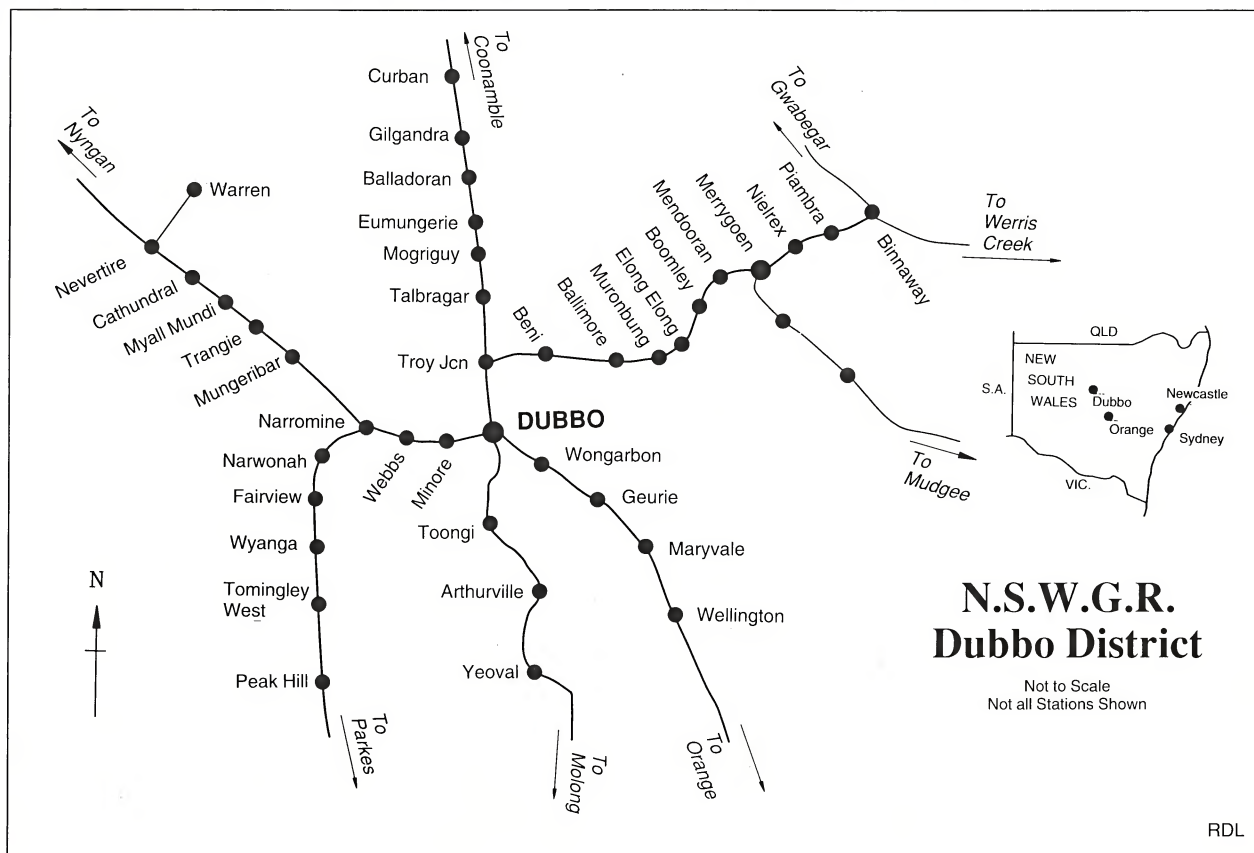 To
Coonamble
Curban
Gilgandra
Balladoran
Eumungerie
Mogriguy
Talbragar
Troy Jcn
To
Nyngan
Warren
Nevertire
Cathundral
Myall Mundi
Trangie
Mungeribar
Narromine
Webbs
Minore
DUBBO
Beni
Ballimore
Muronbung
Elong Elong
Boomley
Mendooran
Merrygoen
Nielrex
Piambra
Binnaway
To
Gwabegar
To
Werris
Creek
To
Mudgee
Narwonah
Fairview
Wyanga
Tomingley
West
Peak Hill
To
Parkes
Toongi
Arthurville
Yeoval
To
Molong
Wongarbon
Geurie
Maryvale
Wellington
To
Orange
QLD
NEW
SOUTH
WALES
S.A.
Dubbo
Orange
Newcastle
Sydney
VIC.
N
N.S.W.G.R.
Dubbo District
Not to Scale
Not all Stations Shown
RDL